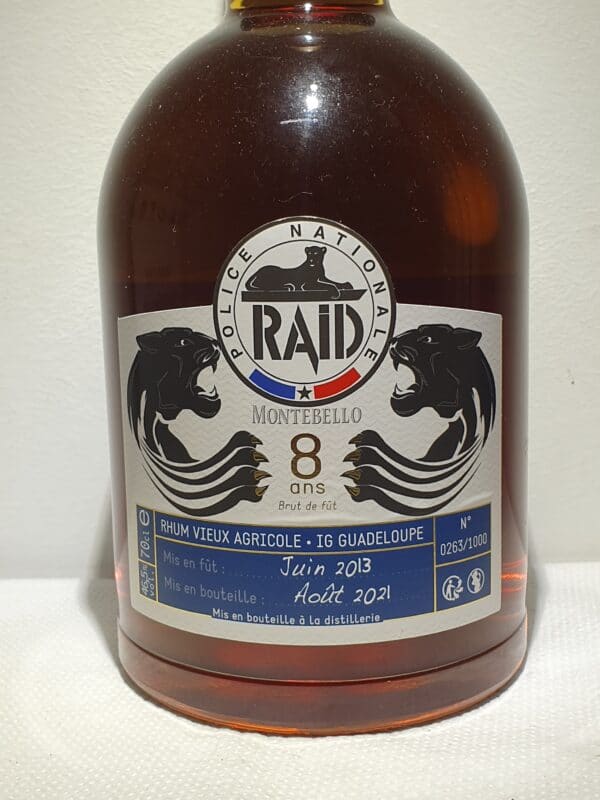 POLICE NATIONALE
RAID
MONTEBELLO
8
ans
Brut de fût
RHUM VIEUX AGRICOLE • IG GUADELOUPE
Mis en fût : Juin 2013
Mis en bouteille : Août 2021
Mis en bouteille à la distillerie
N°
0263/1000
70cl e
vol.